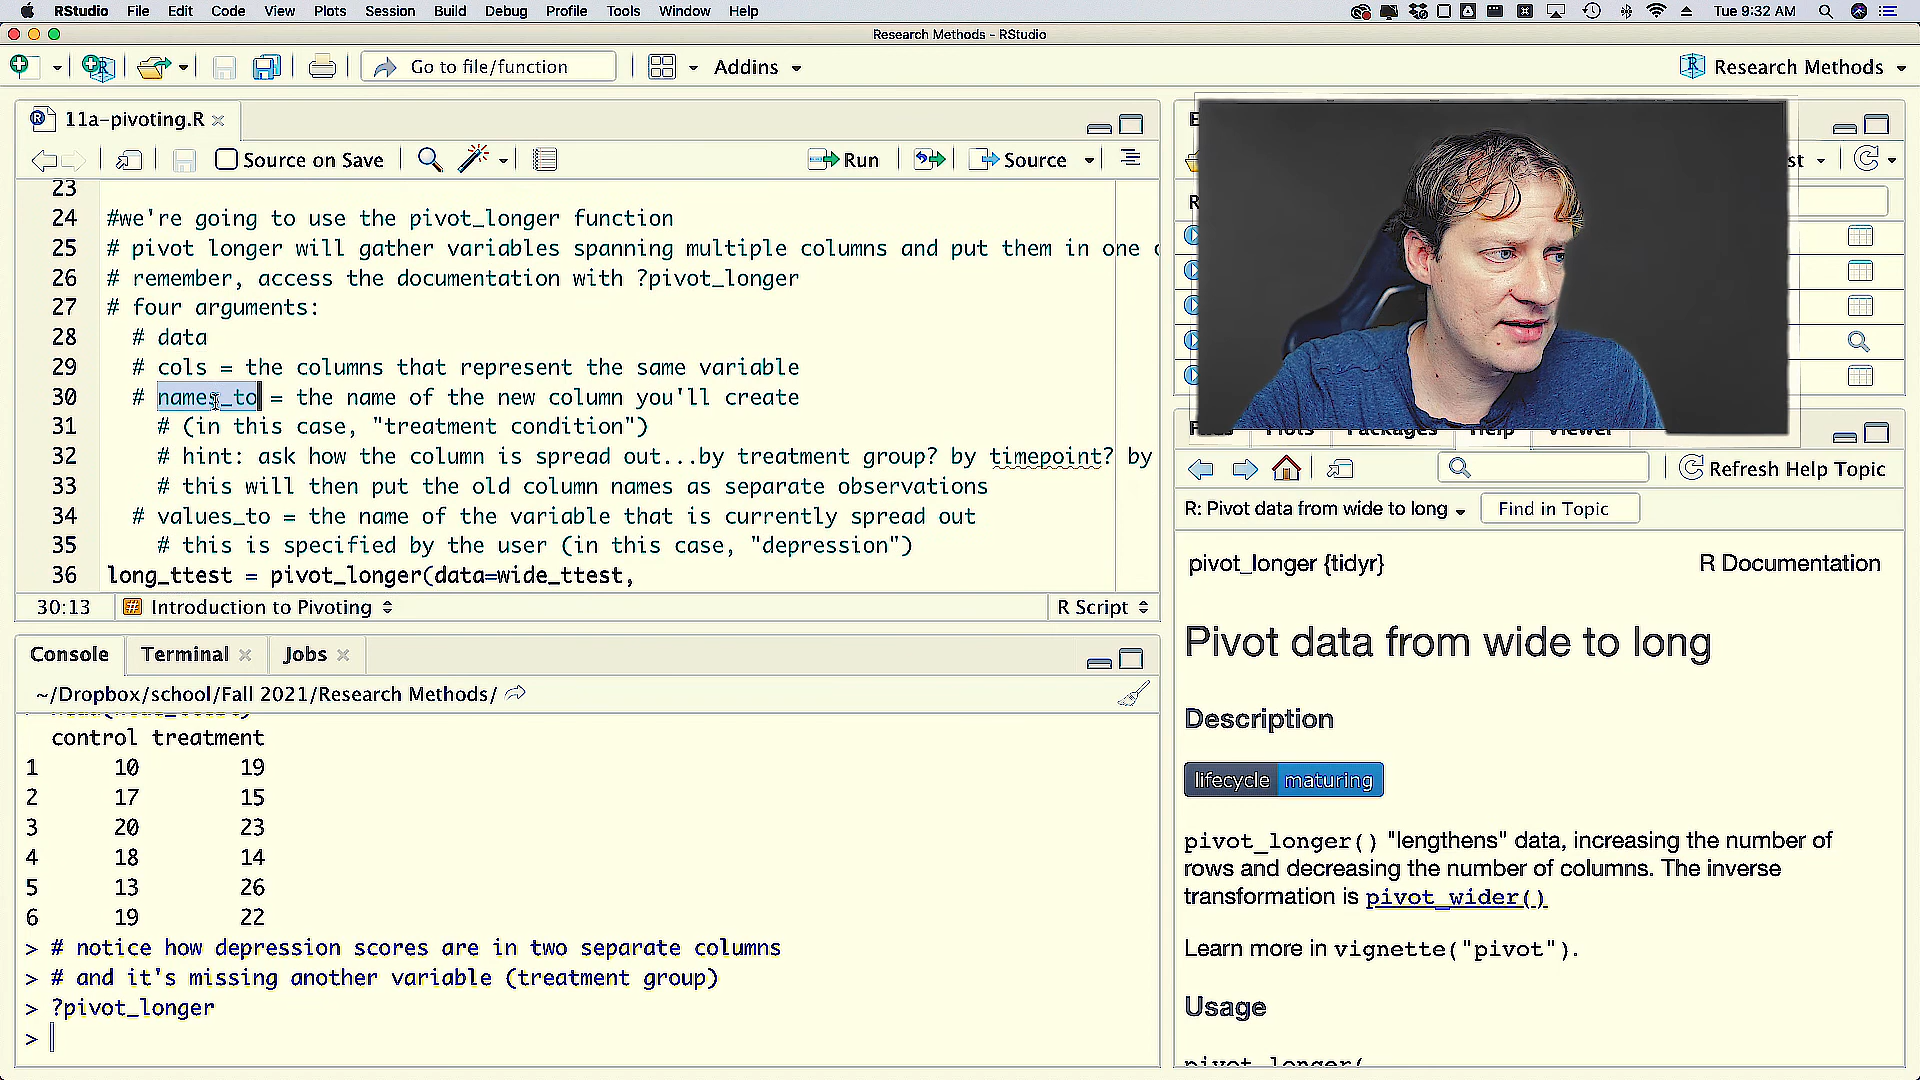 RStudio File Edit Code View Plots Session Build Debug Profile Tools Window Help
Tue 9:32 AM
Research Methods - RStudio
Go to file/function
Addins
Research Methods
11a-pivoting.R
Source on Save
Run
Source
23
24 #we're going to use the pivot_longer function
25 # pivot longer will gather variables spanning multiple columns and put them in one
26 # remember, access the documentation with ?pivot_longer
27 # four arguments:
28 # data
29 # cols = the columns that represent the same variable
30 # names_to = the name of the new column you'll create
31 # (in this case, "treatment condition")
32 # hint: ask how the column is spread out...by treatment group? by timepoint? by
33 # this will then put the old column names as separate observations
34 # values_to = the name of the variable that is currently spread out
35 # this is specified by the user (in this case, "depression")
36 long_ttest = pivot_longer(data=wide_ttest,
30:13
Introduction to Pivoting
R Script
Console Terminal Jobs
~/Dropbox/school/Fall 2021/Research Methods/
control treatment
1 10 19
2 17 15
3 20 23
4 18 14
5 13 26
6 19 22
> # notice how depression scores are in two separate columns
> # and it's missing another variable (treatment group)
> ?pivot_longer
>
st
Plots Packages Help Viewer
Refresh Help Topic
R: Pivot data from wide to long
Find in Topic
pivot_longer {tidyr}
R Documentation
Pivot data from wide to long
Description
lifecycle maturing
pivot_longer() "lengthens" data, increasing the number of
rows and decreasing the number of columns. The inverse
transformation is pivot_wider()
Learn more in vignette("pivot").
Usage
pivot_longer(